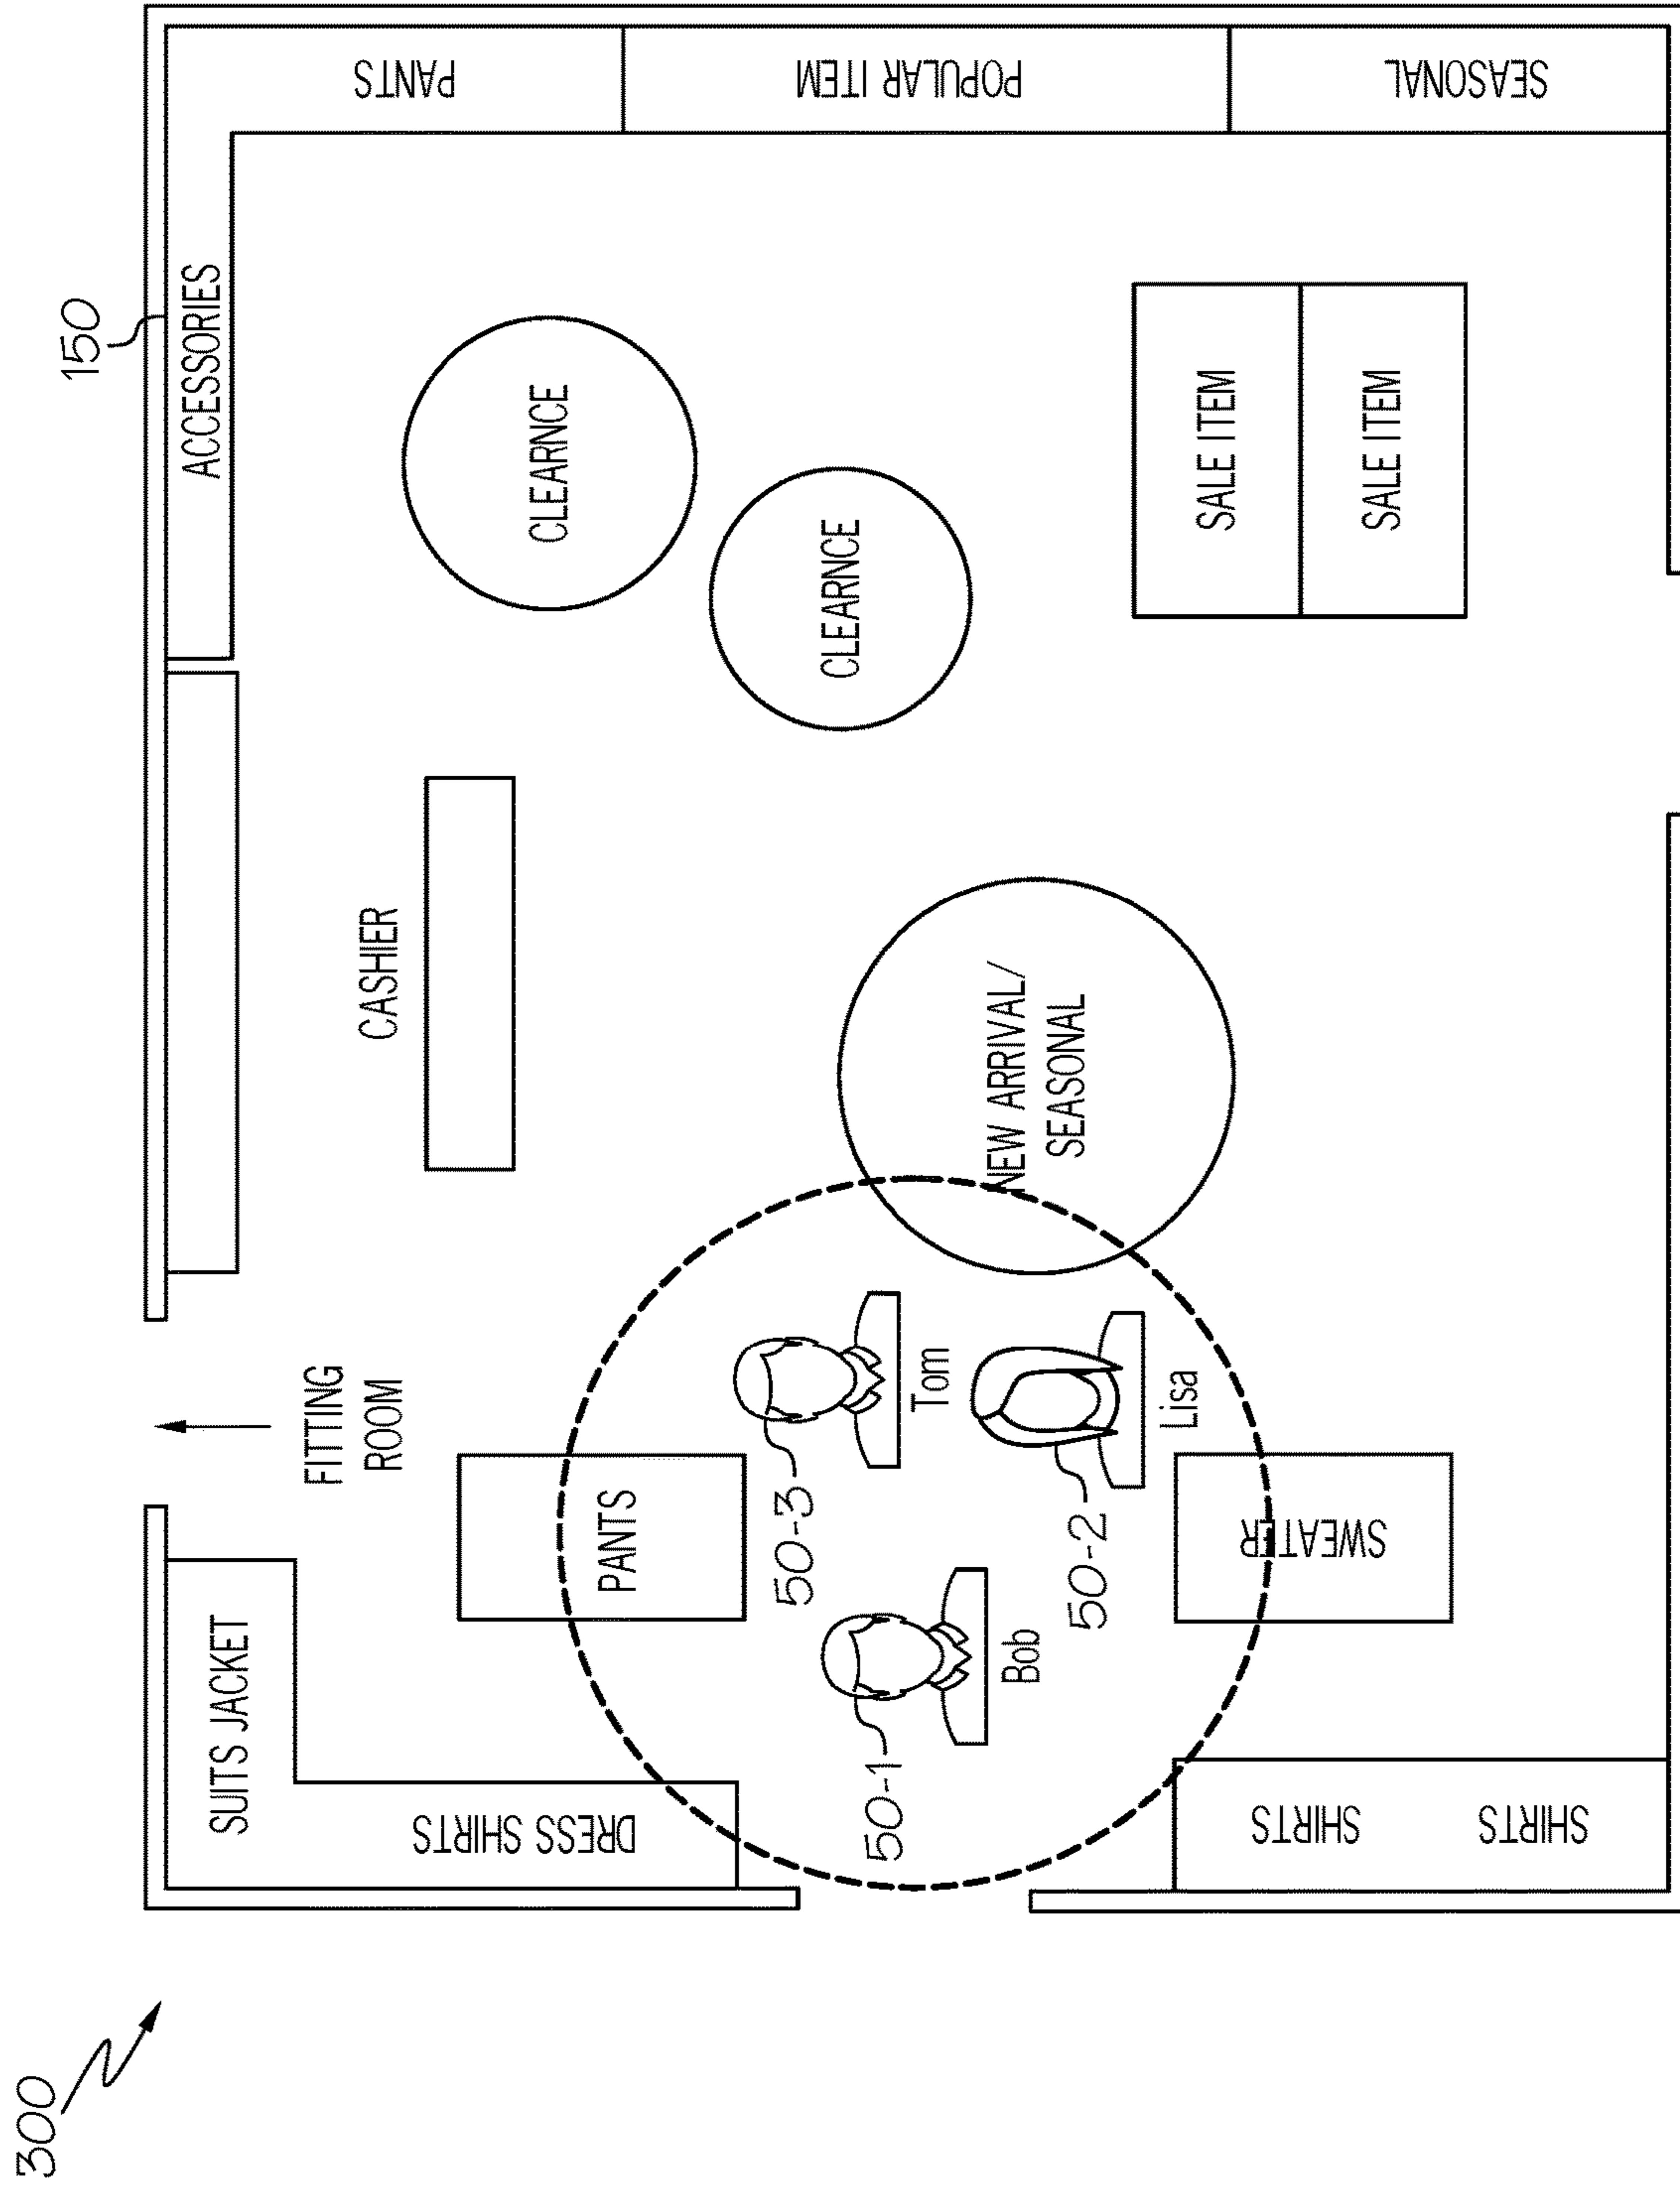 300
150
SUITS JACKET
FITTING
ROOM
CASHIER
ACCESSORIES
PANTS
DRESS SHIRTS
PANTS
CLEARNCE
CLEARNCE
POPULAR ITEM
50-1
Bob
50-3
Tom
50-2
Lisa
NEW ARRIVAL/
SEASONAL
SALE ITEM
SALE ITEM
SEASONAL
SHIRTS
SHIRTS
SWEATER